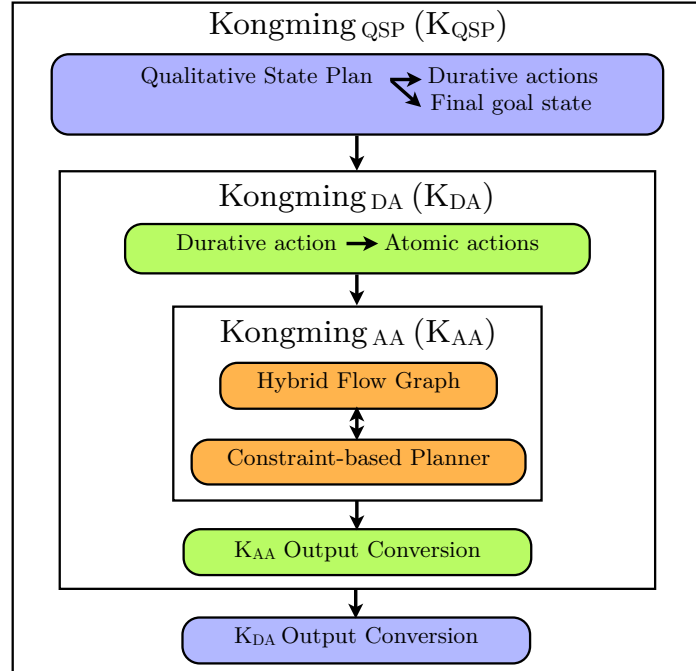 Kongming QSP (KQSP)
Qualitative State Plan Durative actions
Final goal state
Kongming DA (KDA)
Durative action Atomic actions
Kongming AA (KAA)
Hybrid Flow Graph
Constraint-based Planner
KAA Output Conversion
KDA Output Conversion